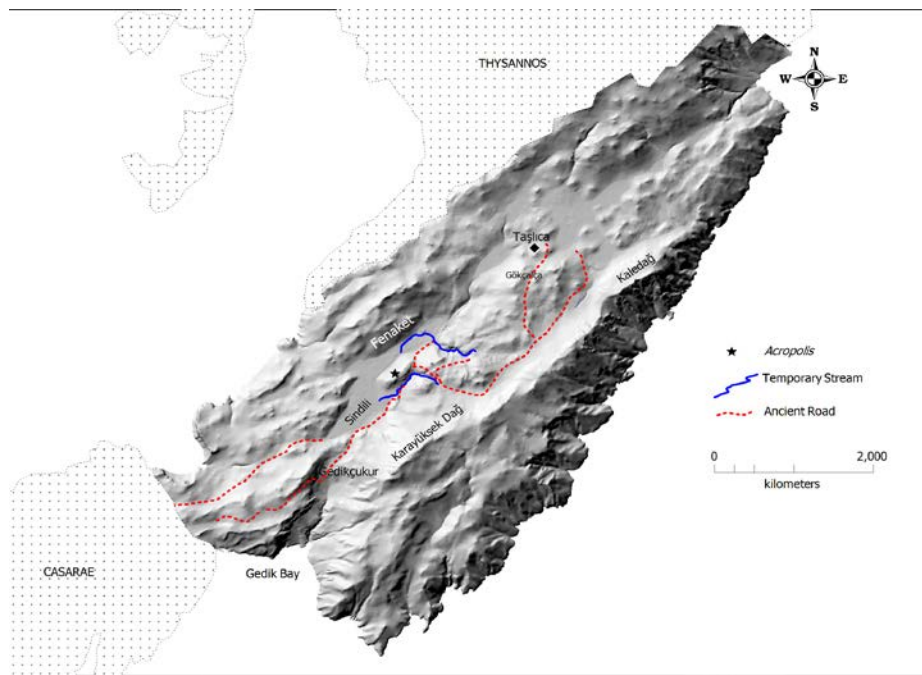 THYSANNOS
N
W E
S
Taşlıca
Gökçalça
Kaledağ
Fenaket
Acropolis
Temporary Stream
Sindili
Karayüksek Dağ
Ancient Road
Gedikçukur
0 2,000
kilometers
CASARAE
Gedik Bay